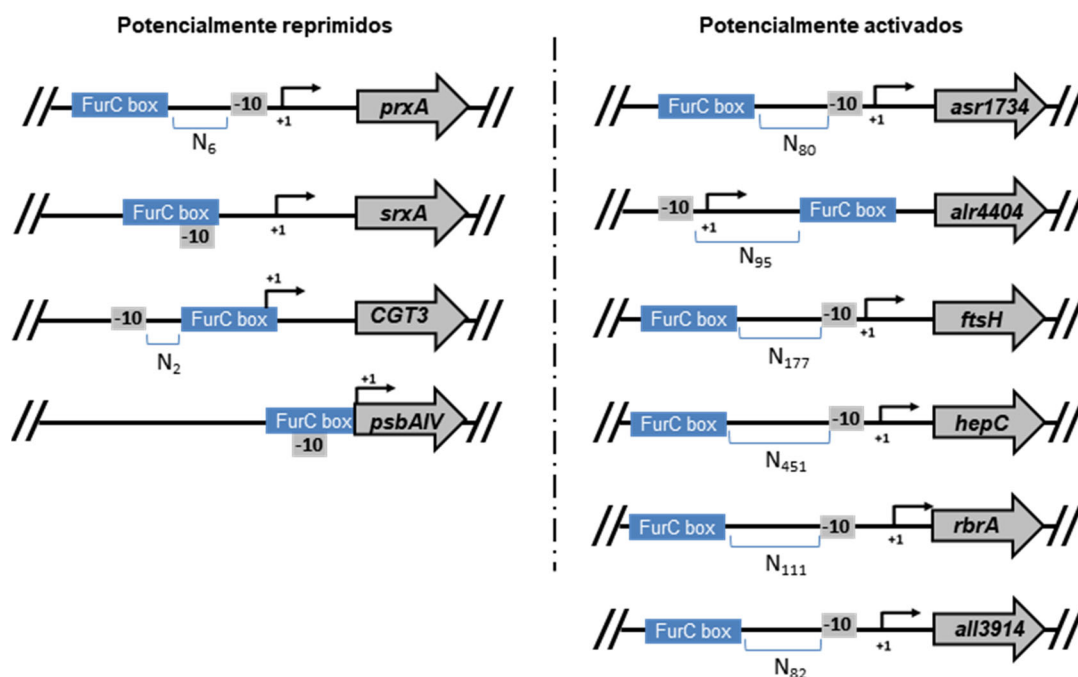 Potencialmente reprimidos
FurC box -10 +1 prxA
N6
srxA
FurC box +1
-10
+1
-10 FurC box CGT3
N2
+1
FurC box psbAIV
-10
Potencialmente activados
FurC box -10 +1 asr1734
N80
-10 +1 FurC box alr4404
N95
FurC box -10 +1 ftsH
N177
FurC box -10 +1 hepC
N451
FurC box -10 +1 rbrA
N111
FurC box -10 +1 all3914
N82